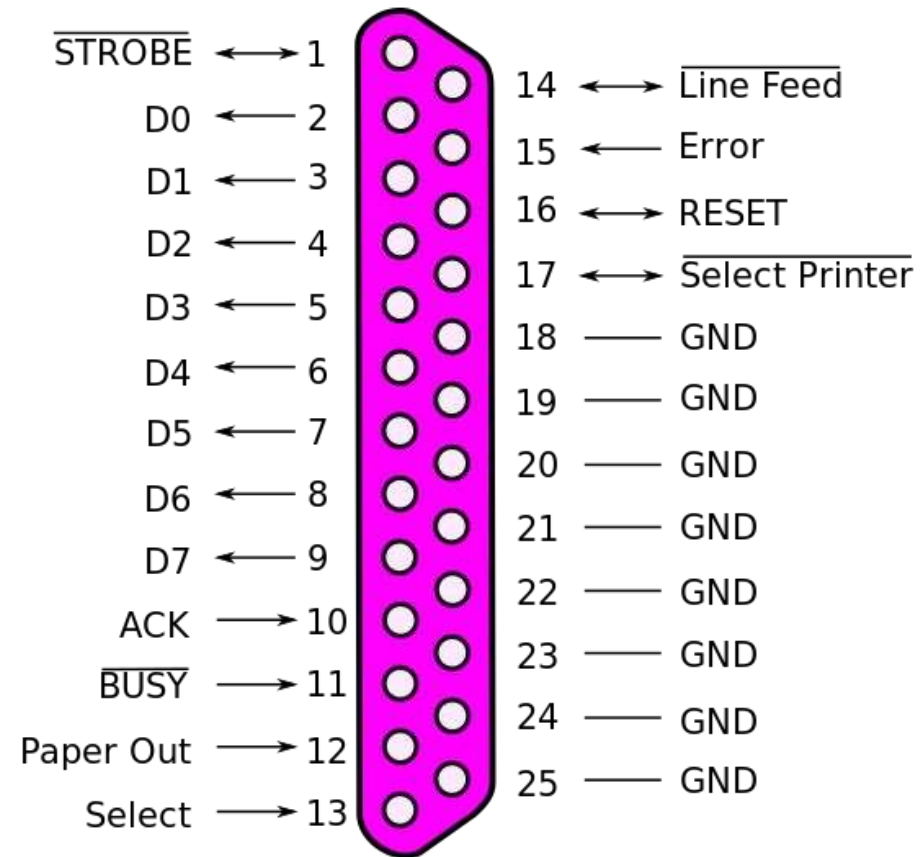 STROBE 1
D0 2
D1 3
D2 4
D3 5
D4 6
D5 7
D6 8
D7 9
ACK 10
BUSY 11
Paper Out 12
Select 13
14 Line Feed
15 Error
16 RESET
17 Select Printer
18 GND
19 GND
20 GND
21 GND
22 GND
23 GND
24 GND
25 GND